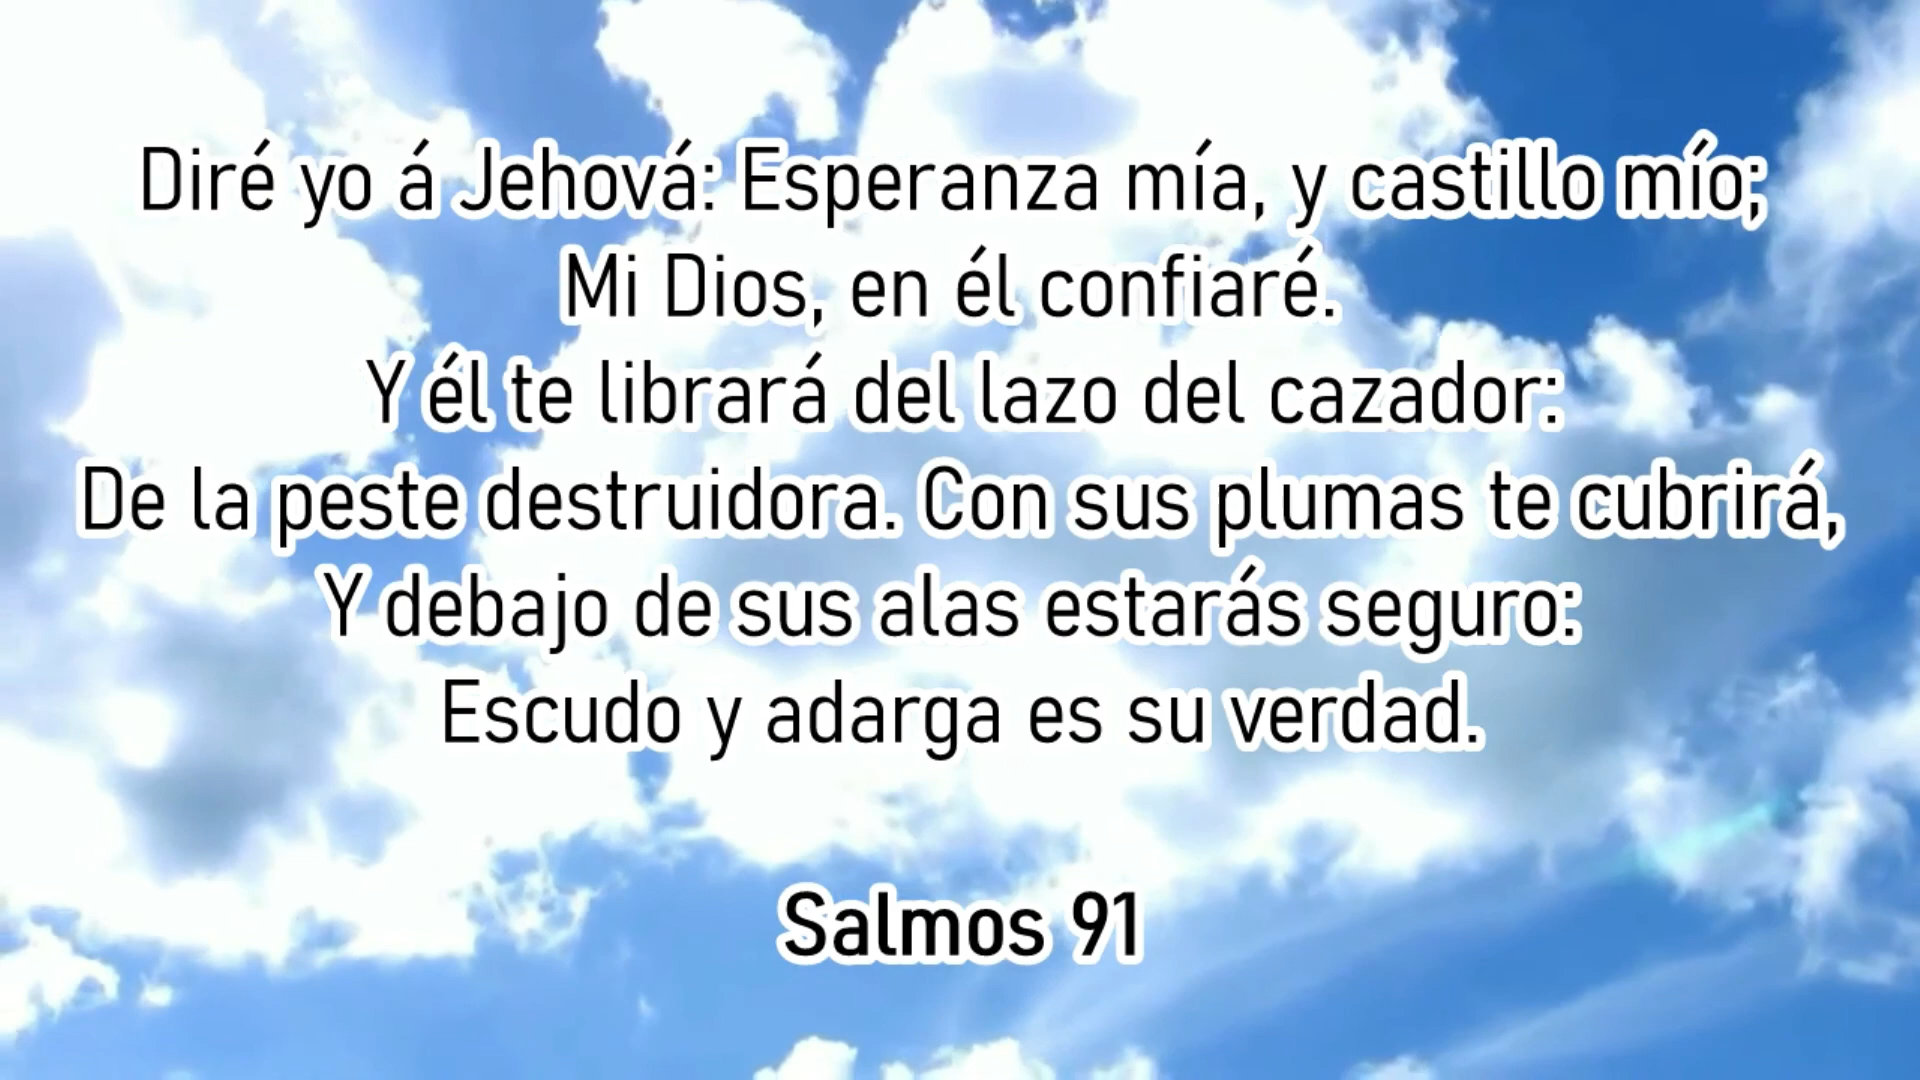 Diré yo á Jehová: Esperanza mía, y castillo mío;
Mi Dios, en él confiaré.
Y él te librará del lazo del cazador:
De la peste destruidora. Con sus plumas te cubrirá,
Y debajo de sus alas estarás seguro:
Escudo y adarga es su verdad.
Salmos 91